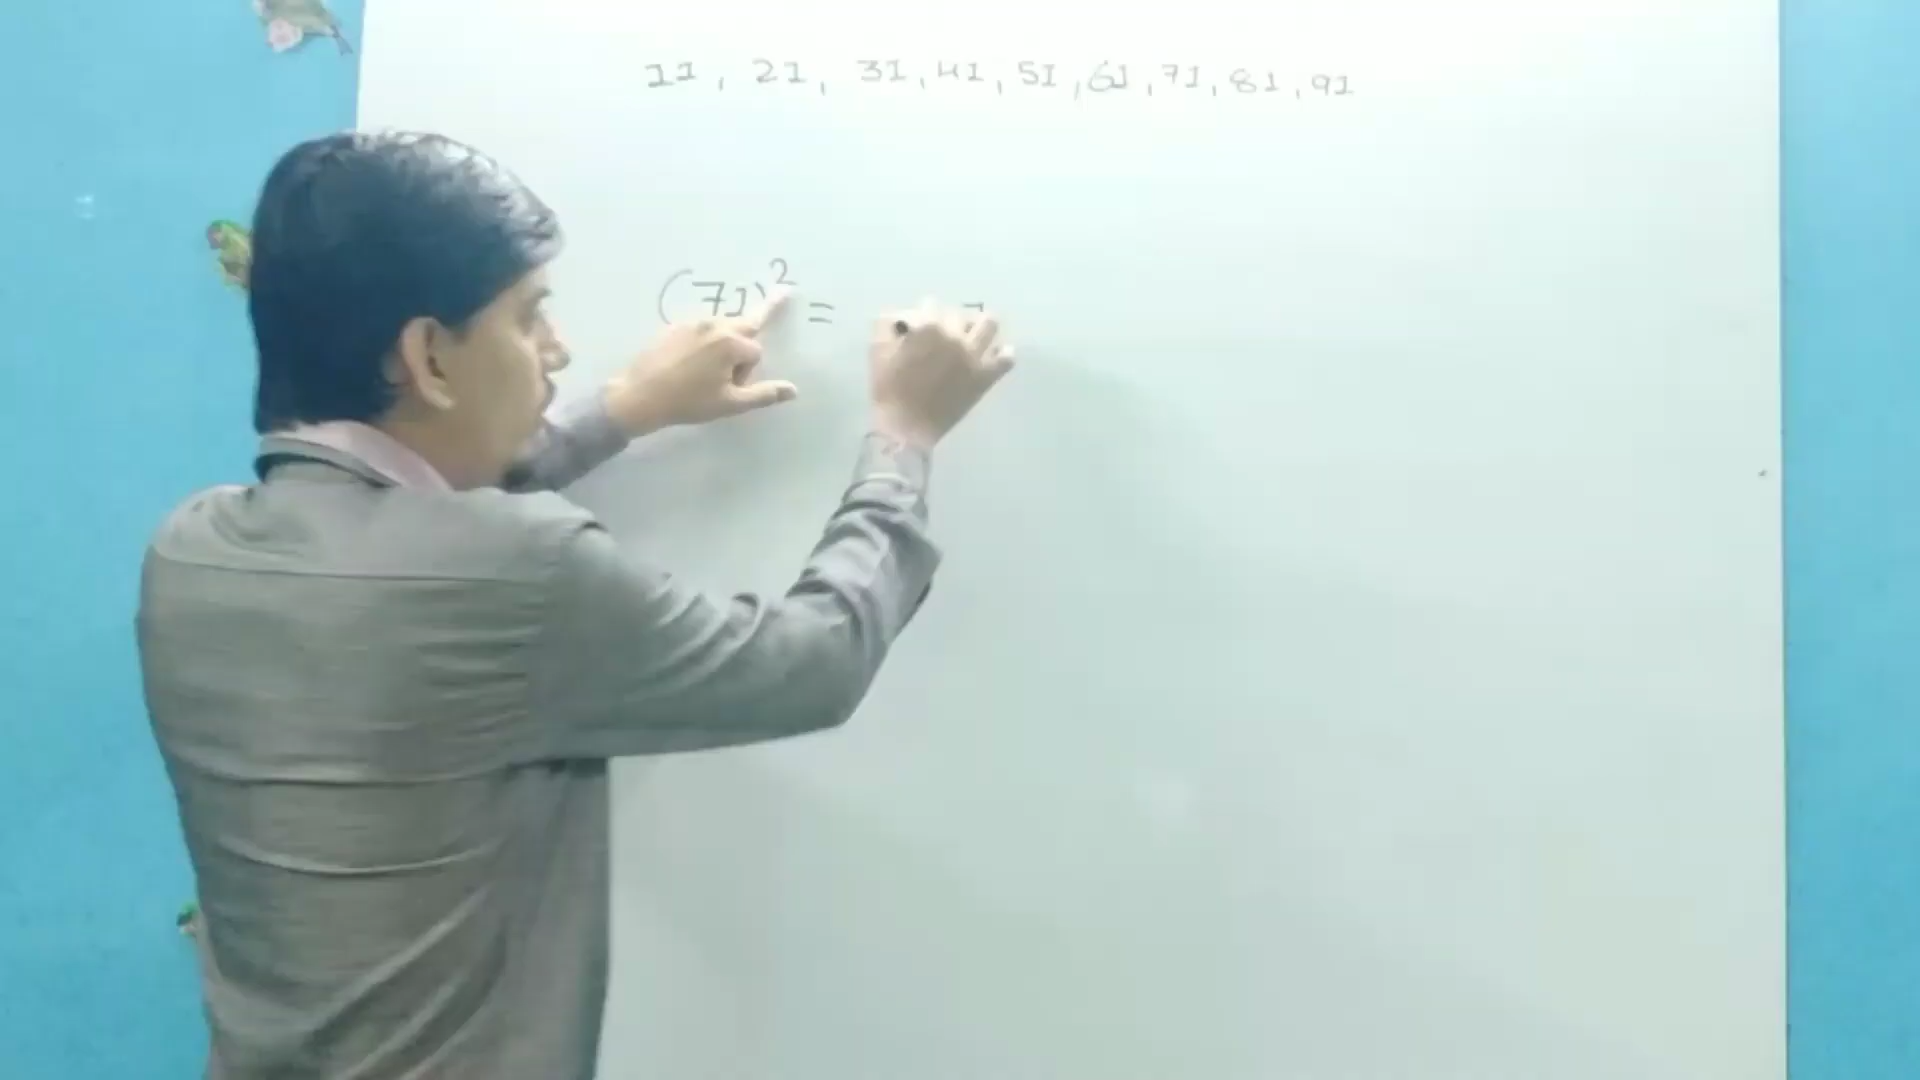 11, 21, 31, 41, 51, 61, 71, 81, 91
(71)² =